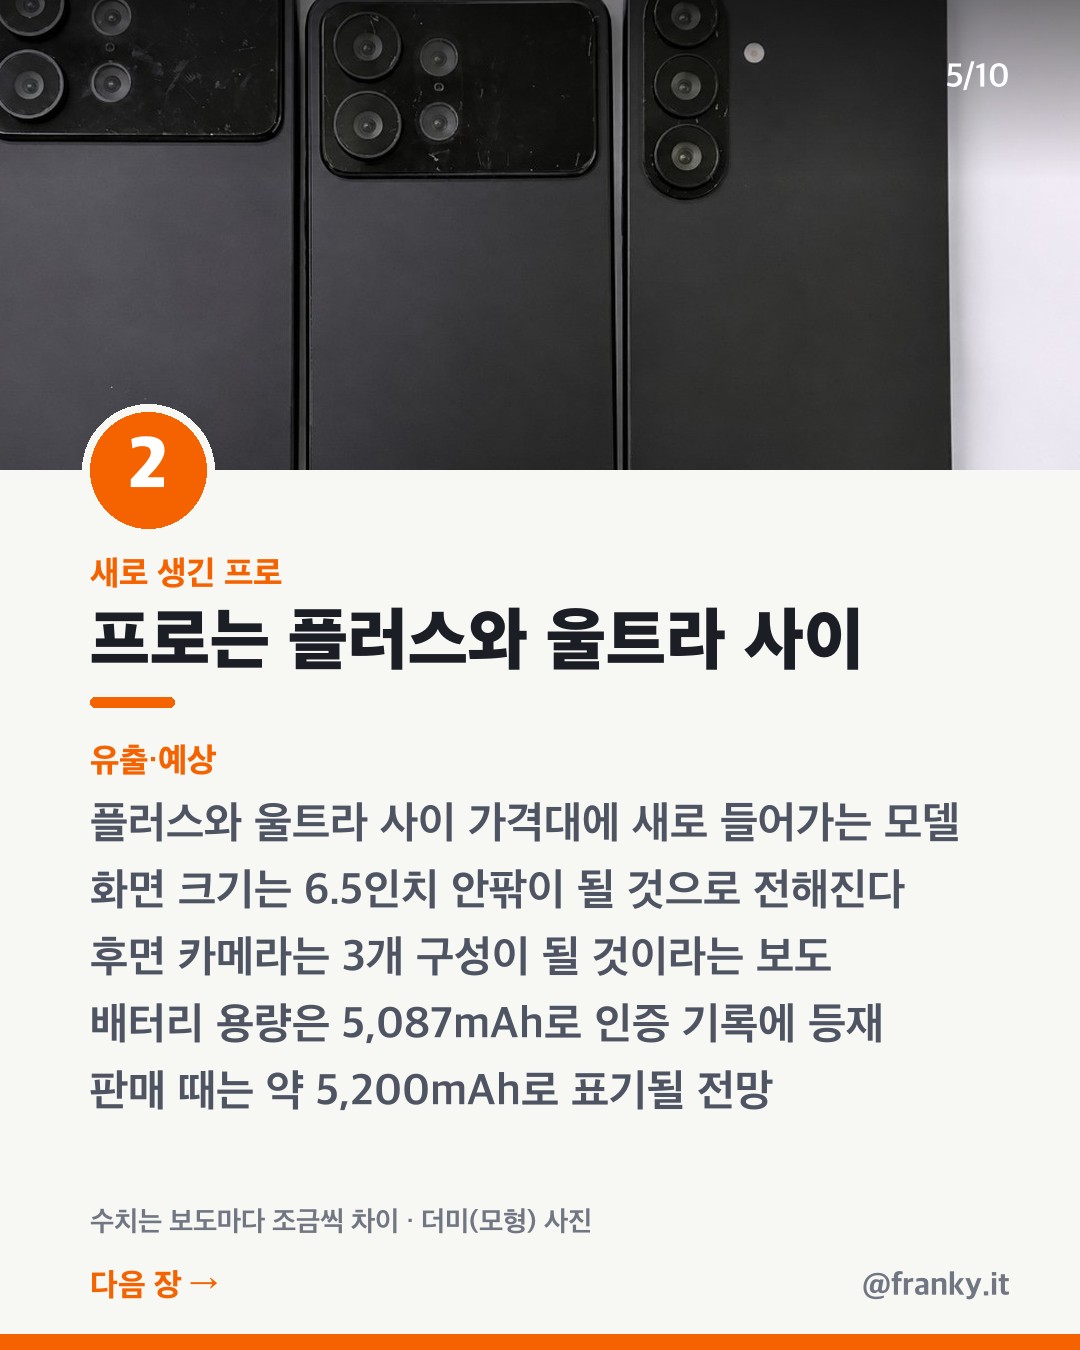 5/10
2
새로 생긴 프로
프로는 플러스와 울트라 사이
유출·예상
플러스와 울트라 사이 가격대에 새로 들어가는 모델
화면 크기는 6.5인치 안팎이 될 것으로 전해진다
후면 카메라는 3개 구성이 될 것이라는 보도
배터리 용량은 5,087mAh로 인증 기록에 등재
판매 때는 약 5,200mAh로 표기될 전망
수치는 보도마다 조금씩 차이 · 더미(모형) 사진
다음 장 →
@franky.it